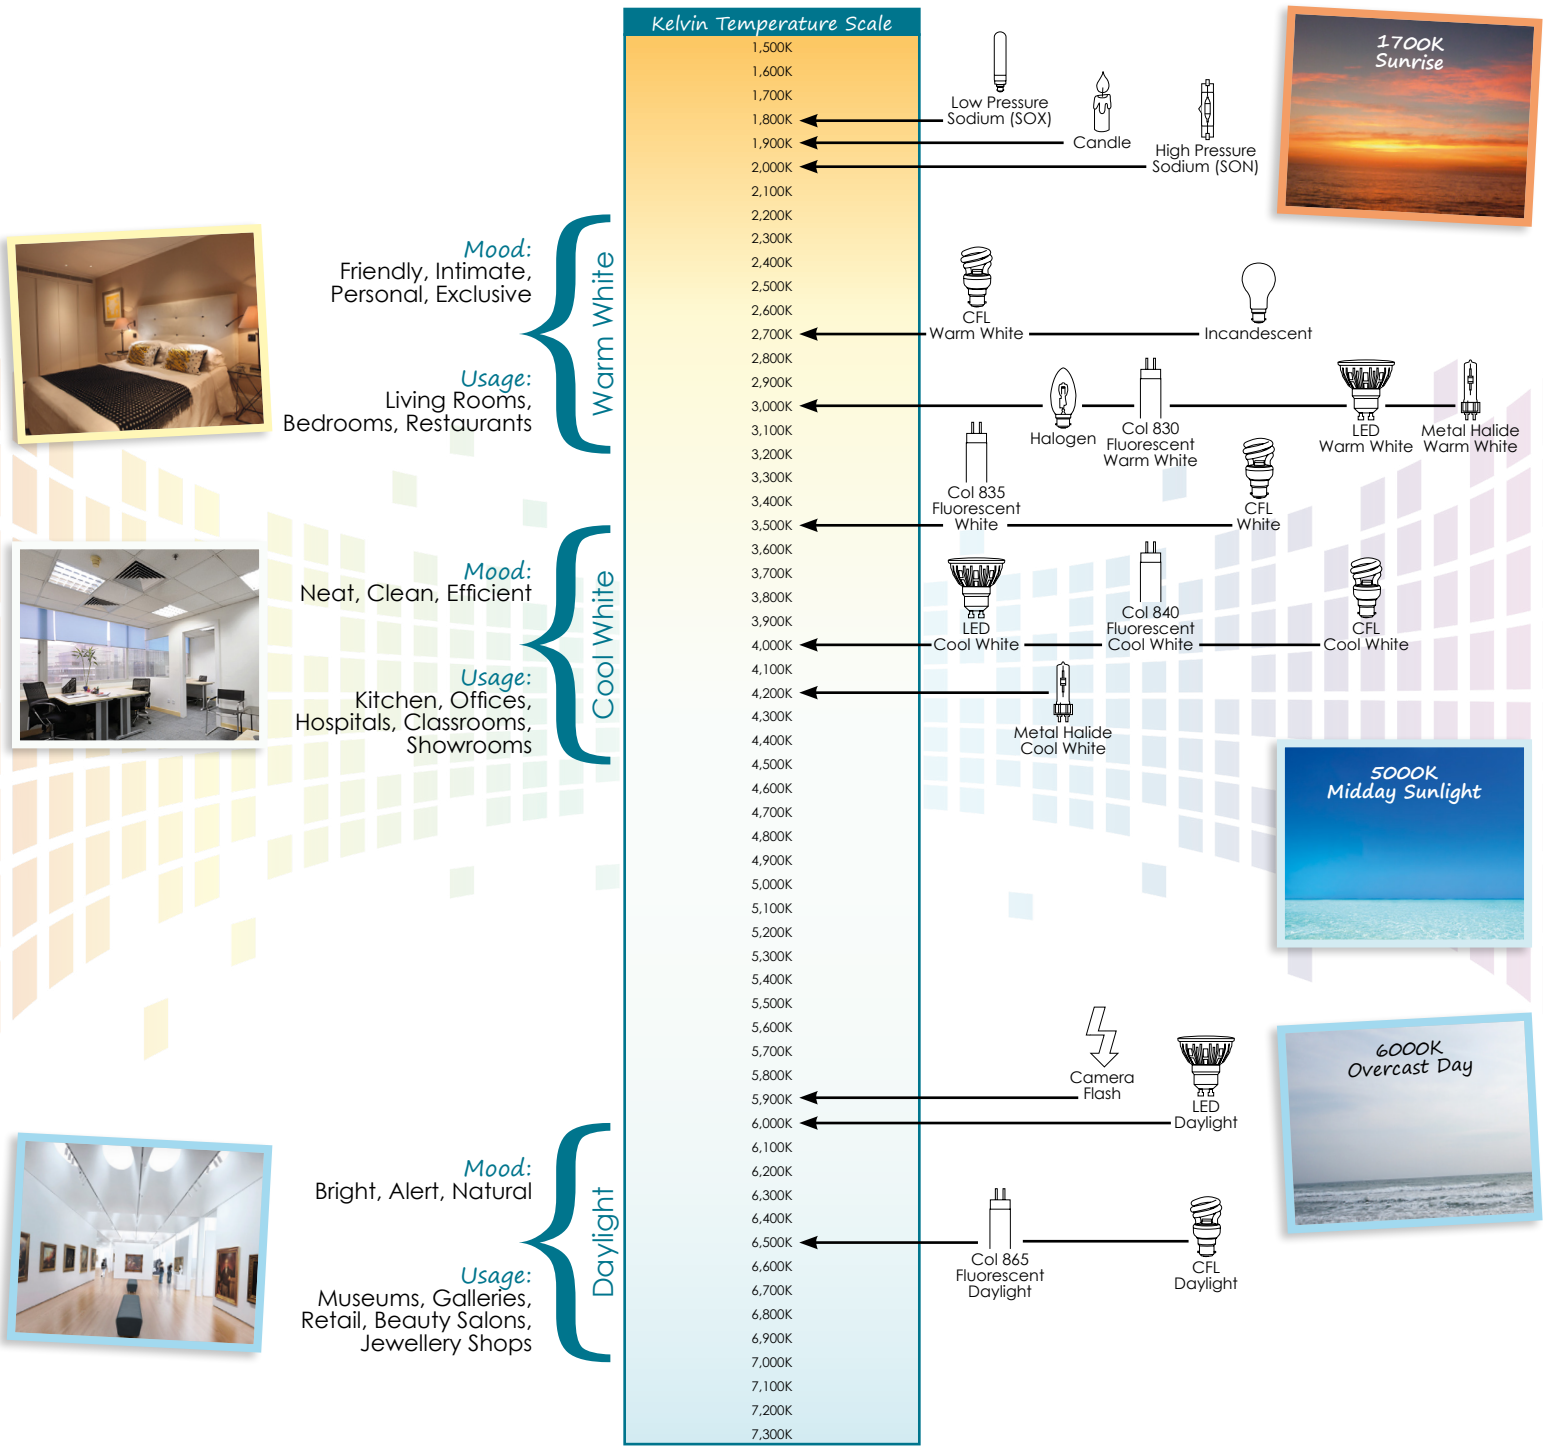 Kelvin Temperature Scale
1,500K
1,600K
1,700K
1,800K
1,900K
2,000K
2,100K
2,200K
2,300K
2,400K
2,500K
2,600K
2,700K
2,800K
2,900K
3,000K
3,100K
3,200K
3,300K
3,400K
3,500K
3,600K
3,700K
3,800K
3,900K
4,000K
4,100K
4,200K
4,300K
4,400K
4,500K
4,600K
4,700K
4,800K
4,900K
5,000K
5,100K
5,200K
5,300K
5,400K
5,500K
5,600K
5,700K
5,800K
5,900K
6,000K
6,100K
6,200K
6,300K
6,400K
6,500K
6,600K
6,700K
6,800K
6,900K
7,000K
7,100K
7,200K
7,300K
Mood:
Friendly, Intimate,
Personal, Exclusive
Usage:
Living Rooms,
Bedrooms, Restaurants
Warm White
Mood:
Neat, Clean, Efficient
Usage:
Kitchen, Offices,
Hospitals, Classrooms,
Showrooms
Cool White
Mood:
Bright, Alert, Natural
Usage:
Museums, Galleries,
Retail, Beauty Salons,
Jewellery Shops
Daylight
Low Pressure
Sodium (SOX)
Candle
High Pressure
Sodium (SON)
1700K
Sunrise
CFL
Warm White
Incandescent
Halogen
Col 830
Fluorescent
Warm White
LED
Warm White
Metal Halide
Warm White
Col 835
Fluorescent
White
CFL
White
LED
Cool White
Col 840
Fluorescent
Cool White
CFL
Cool White
Metal Halide
Cool White
5000K
Midday Sunlight
Camera
Flash
LED
Daylight
6000K
Overcast Day
Col 865
Fluorescent
Daylight
CFL
Daylight